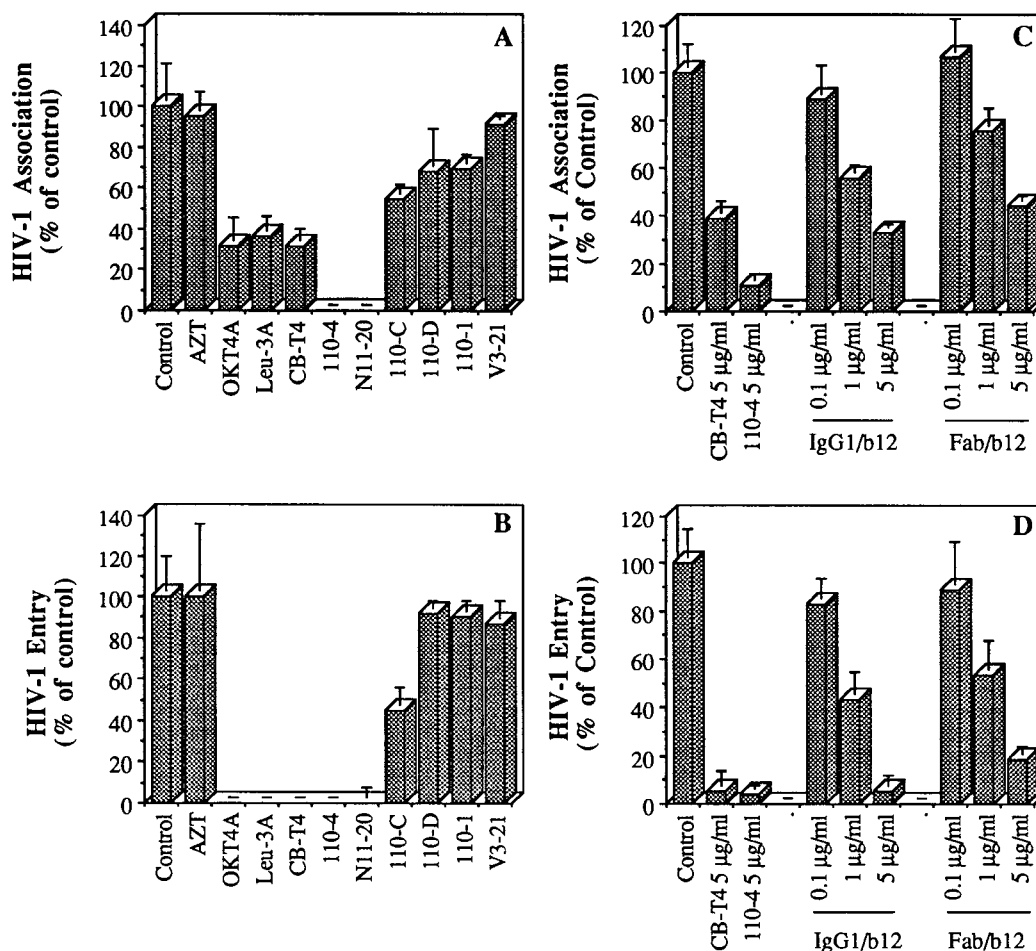 A
HIV-1 Association
(% of control)
140
120
100
80
60
40
20
0
Control
AZT
OKT4A
Leu-3A
CB-T4
110-4
N11-20
110-C
110-D
110-1
V3-21
C
HIV-1 Association
(% of Control)
120
100
80
60
40
20
0
Control
CB-T4 5 µg/ml
110-4 5 µg/ml
0.1 µg/ml
1 µg/ml
5 µg/ml
0.1 µg/ml
1 µg/ml
5 µg/ml
IgG1/b12
Fab/b12
B
HIV-1 Entry
(% of control)
140
120
100
80
60
40
20
0
Control
AZT
OKT4A
Leu-3A
CB-T4
110-4
N11-20
110-C
110-D
110-1
V3-21
D
HIV-1 Entry
(% of Control)
120
100
80
60
40
20
0
Control
CB-T4 5 µg/ml
110-4 5 µg/ml
0.1 µg/ml
1 µg/ml
5 µg/ml
0.1 µg/ml
1 µg/ml
5 µg/ml
IgG1/b12
Fab/b12